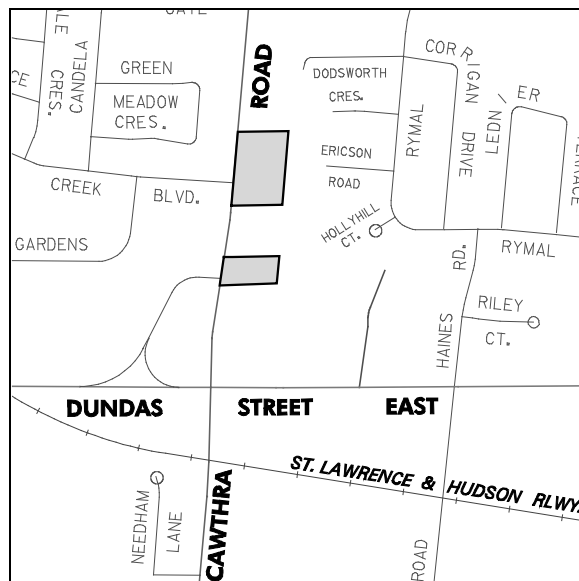 GREEN
MEADOW
CRES.
CANDELA
CRES.
CREEK
BLVD.
GARDENS
ROAD
DODSWORTH
CRES.
ERICSON
ROAD
RYMAL
CORRIGAN
DRIVE
HOLLYHILL
CT.
RYMAL
RD.
HAINES
RILEY
CT.
DUNDAS STREET EAST
ST. LAWRENCE & HUDSON RLWY.
NEEDHAM
LANE
CAWTHRA
ROAD